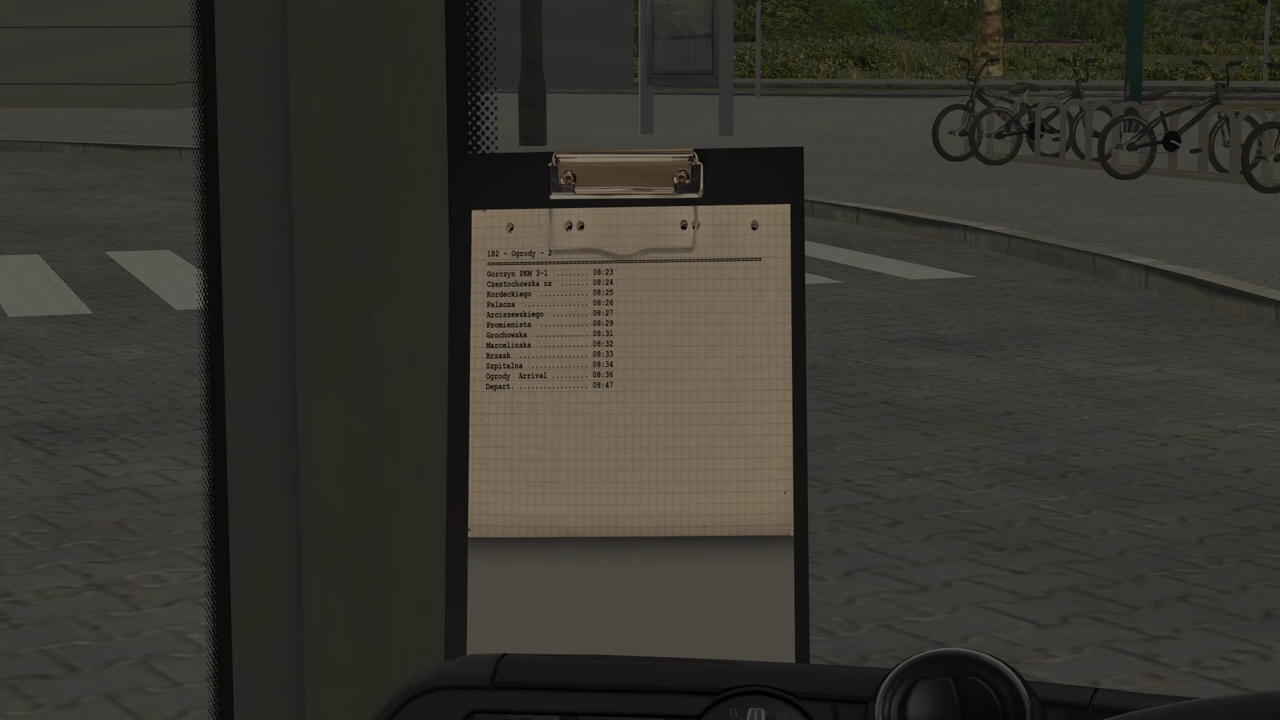 182 - Ogrody - 2
Gorczyn PKM 3-1 ........ 08:23
Czestochowska nz ....... 08:24
Kordeckiego ............ 08:25
Palacza ................ 08:26
Arciszewskiego ......... 08:27
Promienista ............ 08:29
Grochowska ............. 08:31
Marcelinska ............ 08:32
Brzask ................. 08:33
Szpitalna .............. 08:34
Ogrody Arrival ......... 08:36
Depart. ................ 08:47
0